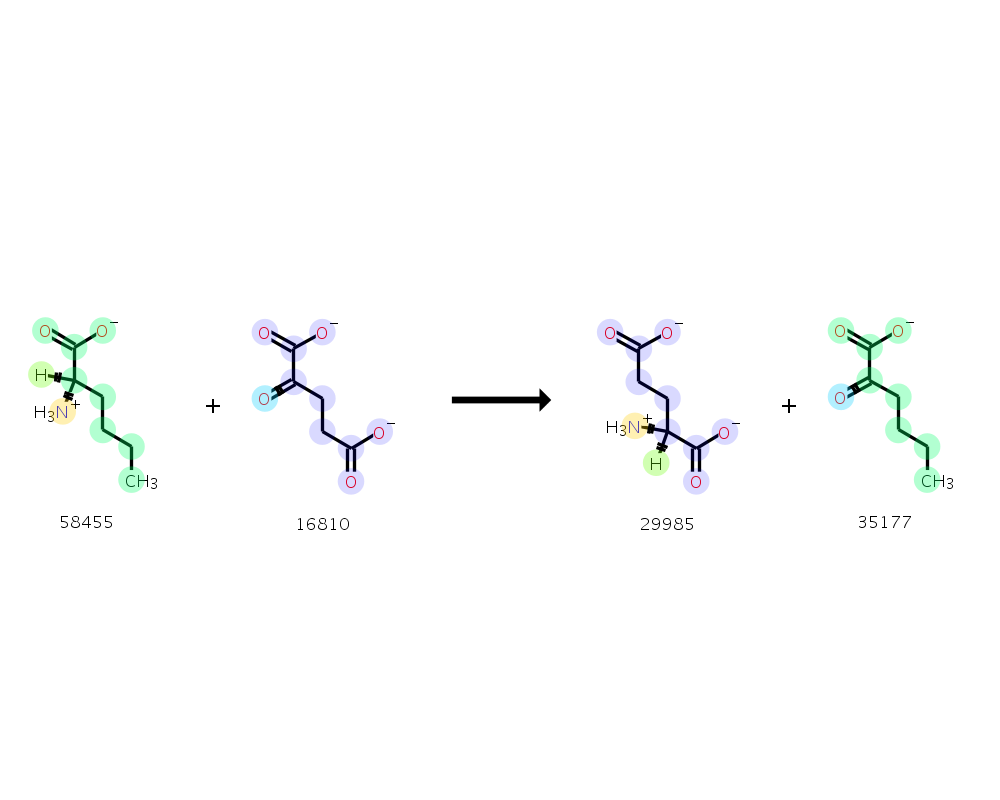 O O⁻ O O⁻ O O⁻ O O⁻
H H₃N⁺ O O⁻ H₃N⁺ O⁻ O
CH₃ O H O CH₃
+ +
58455 16810 29985 35177